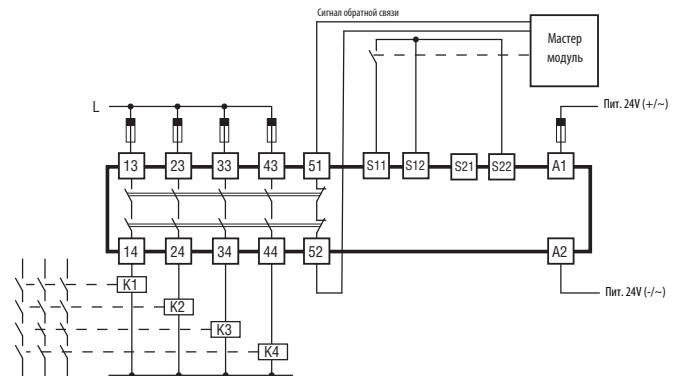 Сигнал обратной связи
Мастер
модуль
L
Пит. 24V (+/~)
13 23 33 43 51 S11 S12 S21 S22 A1
14 24 34 44 52 A2
K1
Пит. 24V (-/~)
K2
K3
K4